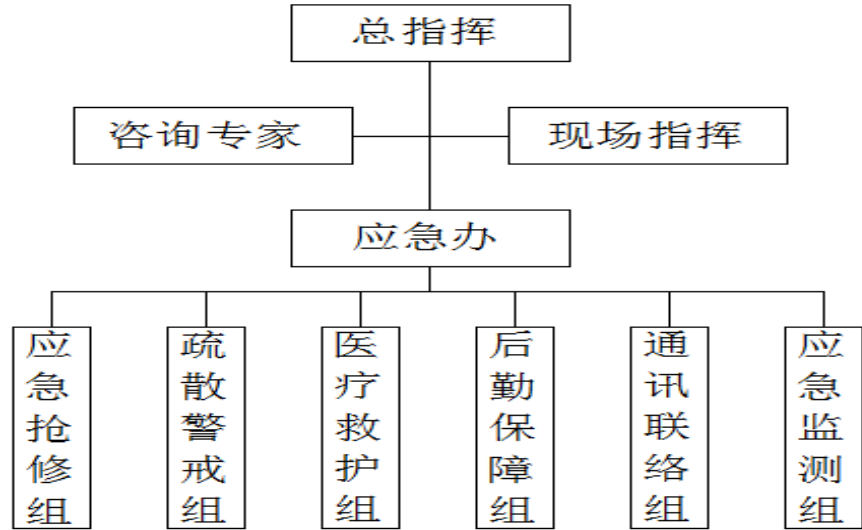 总指挥
咨询专家
现场指挥
应急办
应急抢修组
疏散警戒组
医疗救护组
后勤保障组
通讯联络组
应急监测组